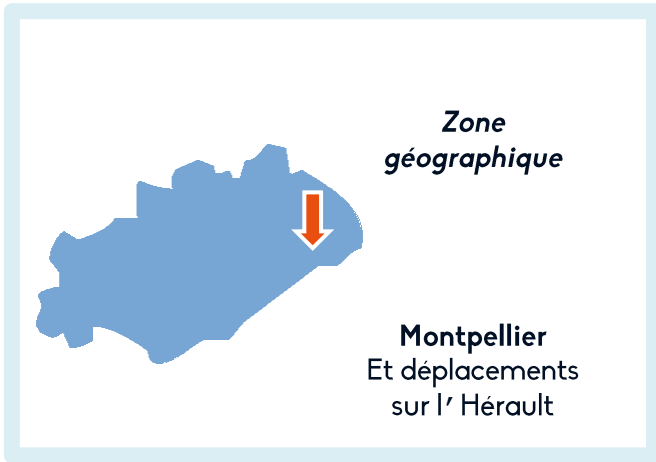 Zone
géographique
Montpellier
Et déplacements
sur l' Hérault